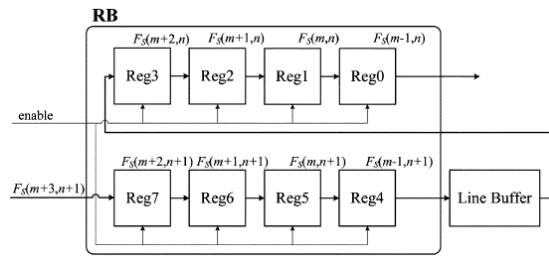 RB
F_S(m+2,n) F_S(m+1,n) F_S(m,n) F_S(m-1,n)
Reg3 Reg2 Reg1 Reg0
enable
F_S(m+2,n+1) F_S(m+1,n+1) F_S(m,n+1) F_S(m-1,n+1)
F_S(m+3,n+1) Reg7 Reg6 Reg5 Reg4 Line Buffer